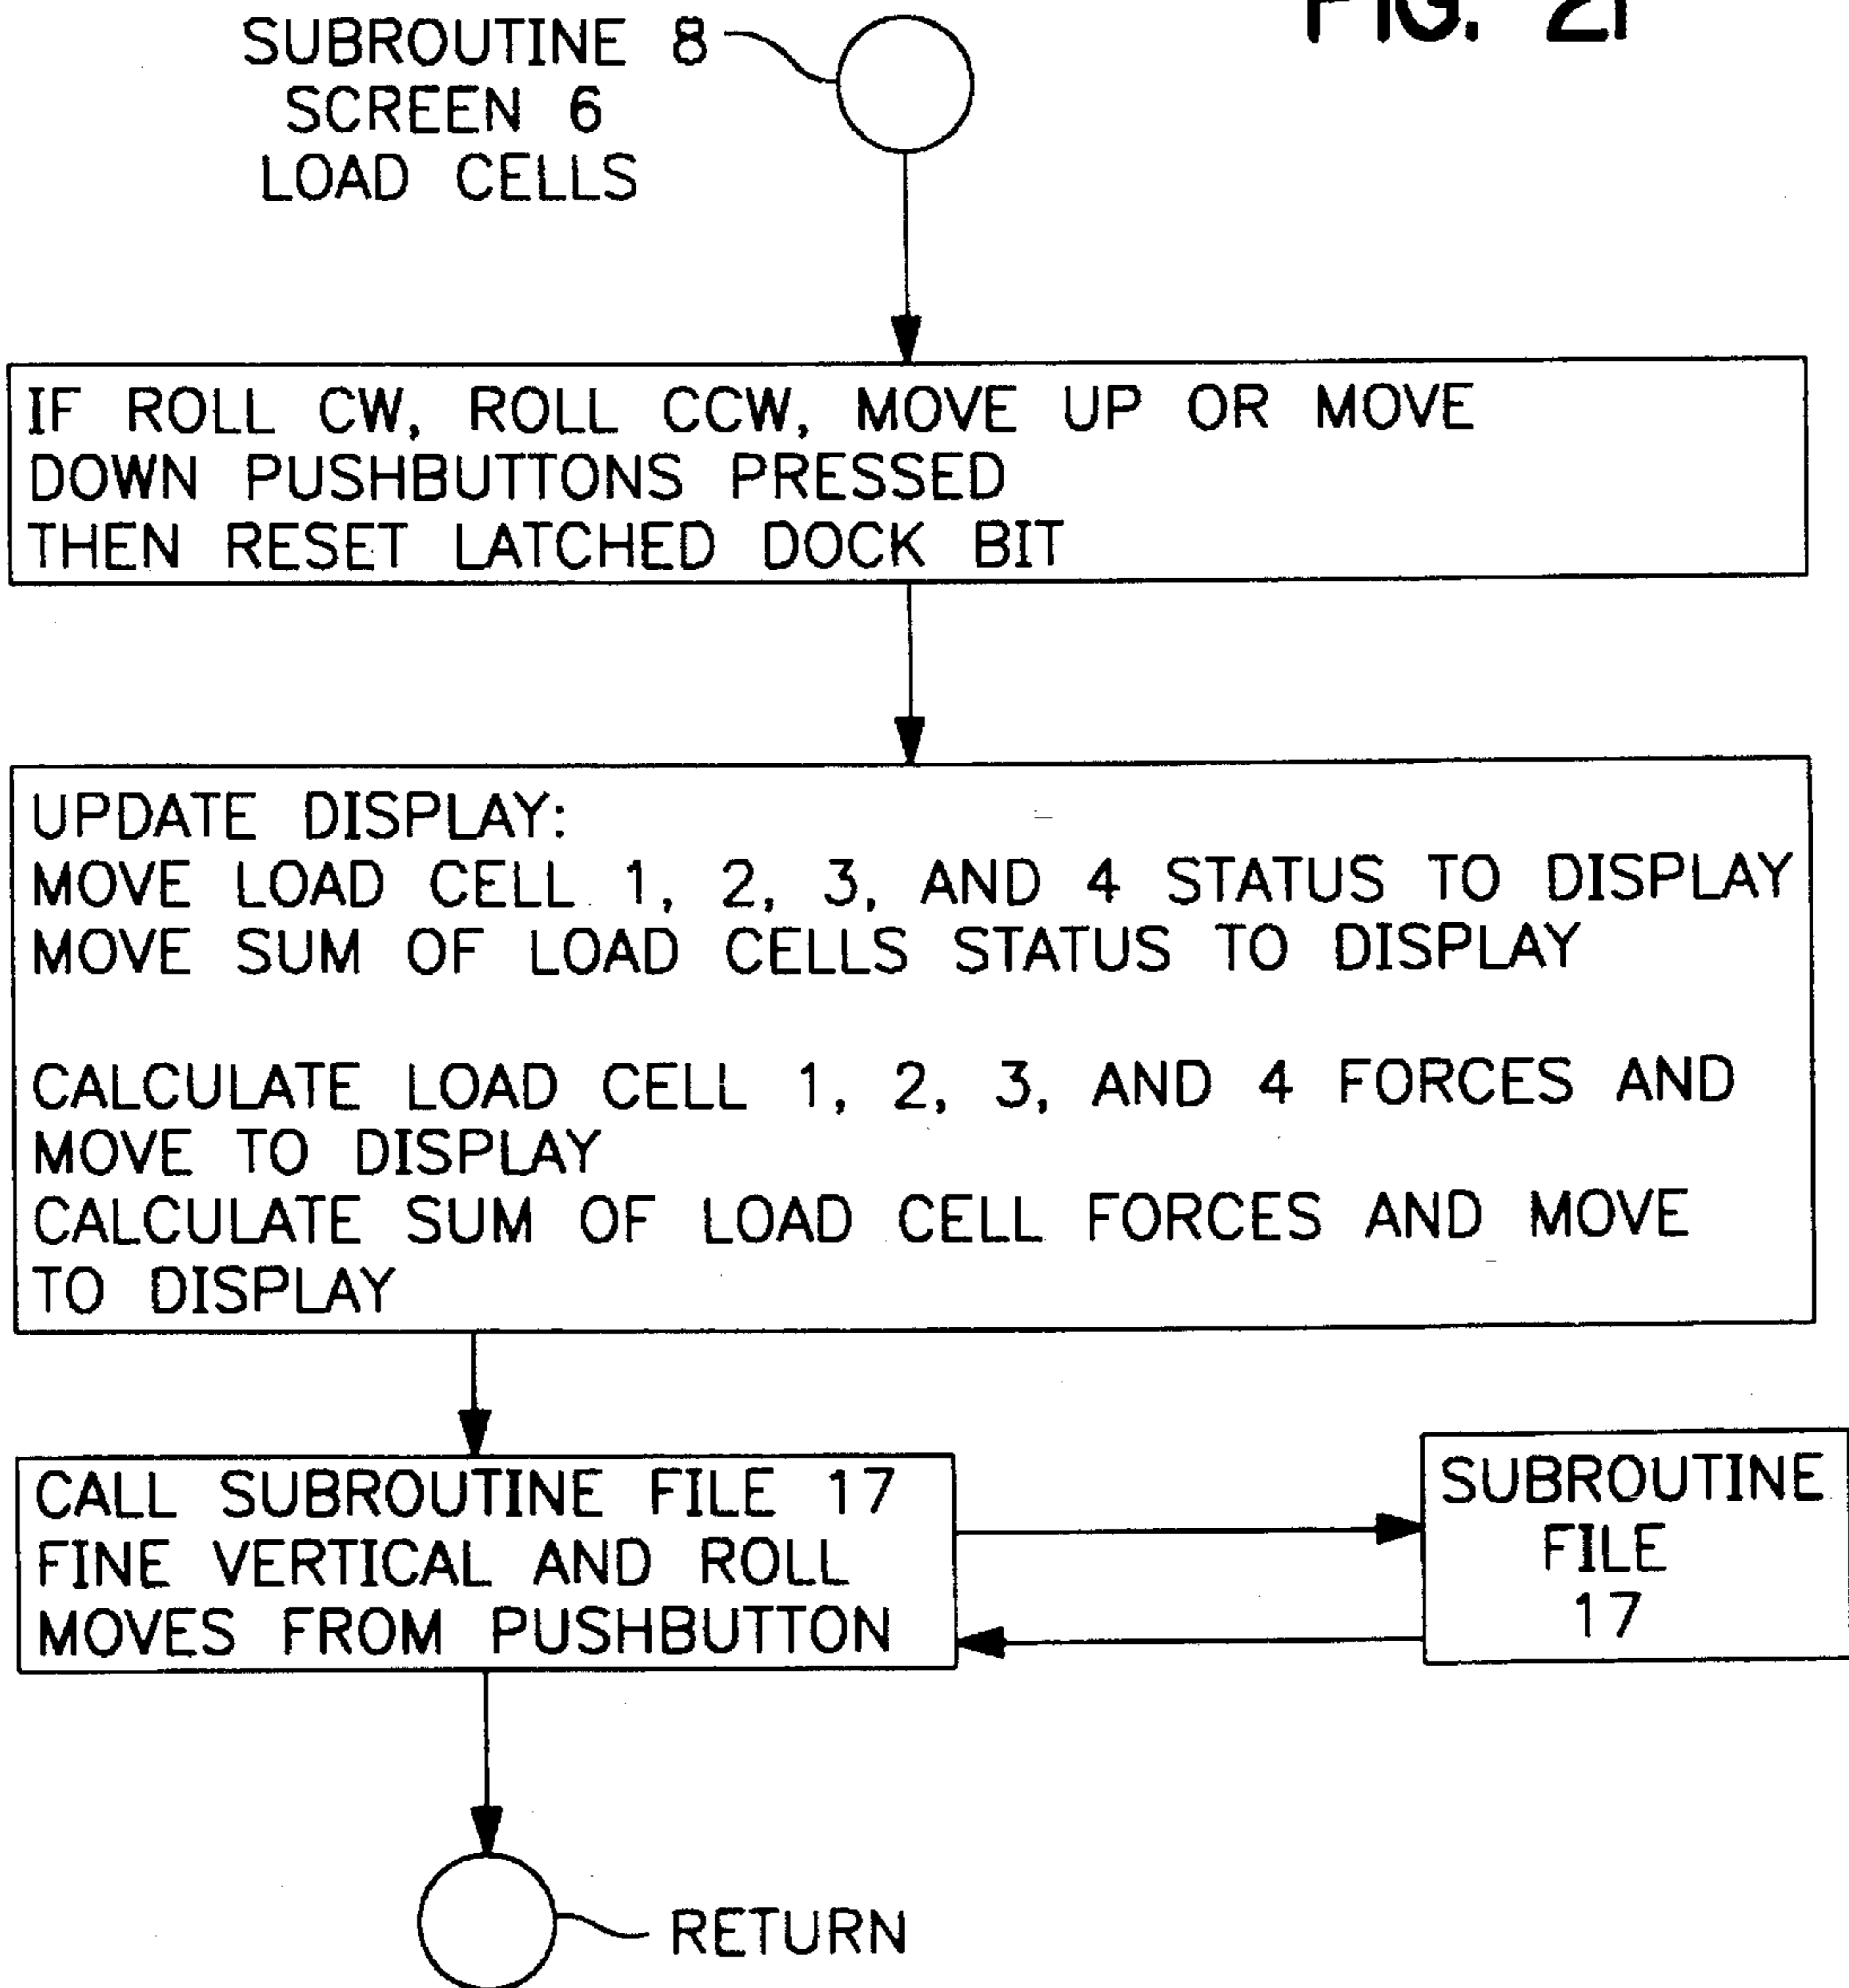 FIG. 21
SUBROUTINE 8
SCREEN 6
LOAD CELLS
IF ROLL CW, ROLL CCW, MOVE UP OR MOVE
DOWN PUSHBUTTONS PRESSED
THEN RESET LATCHED DOCK BIT
UPDATE DISPLAY:
MOVE LOAD CELL 1, 2, 3, AND 4 STATUS TO DISPLAY
MOVE SUM OF LOAD CELLS STATUS TO DISPLAY
CALCULATE LOAD CELL 1, 2, 3, AND 4 FORCES AND
MOVE TO DISPLAY
CALCULATE SUM OF LOAD CELL FORCES AND MOVE
TO DISPLAY
CALL SUBROUTINE FILE 17
FINE VERTICAL AND ROLL
MOVES FROM PUSHBUTTON
SUBROUTINE
FILE
17
RETURN